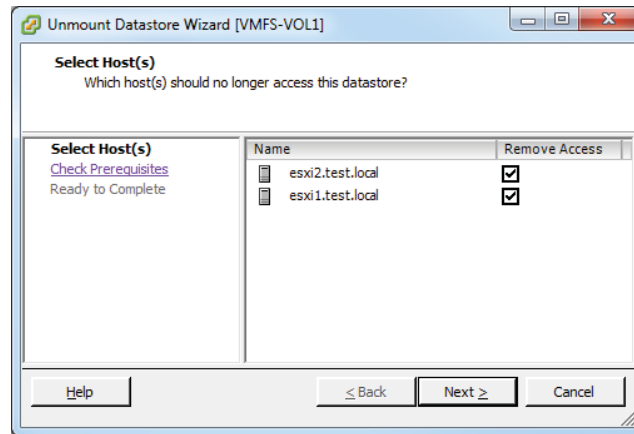 Unmount Datastore Wizard [VMFS-VOL1]
Select Host(s)
Which host(s) should no longer access this datastore?
Select Host(s)
Check Prerequisites
Ready to Complete
Name Remove Access
esxi2.test.local
esxi1.test.local
Help < Back Next > Cancel